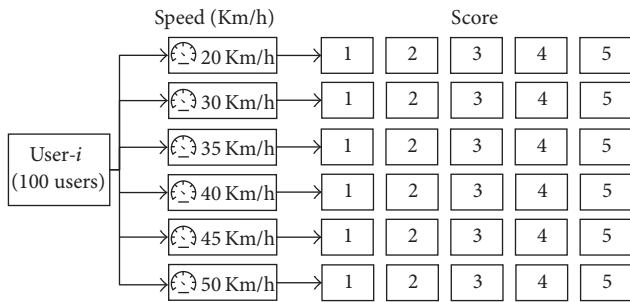 Speed (Km/h) Score
20 Km/h 1 2 3 4 5
30 Km/h 1 2 3 4 5
User-i
(100 users)
35 Km/h 1 2 3 4 5
40 Km/h 1 2 3 4 5
45 Km/h 1 2 3 4 5
50 Km/h 1 2 3 4 5